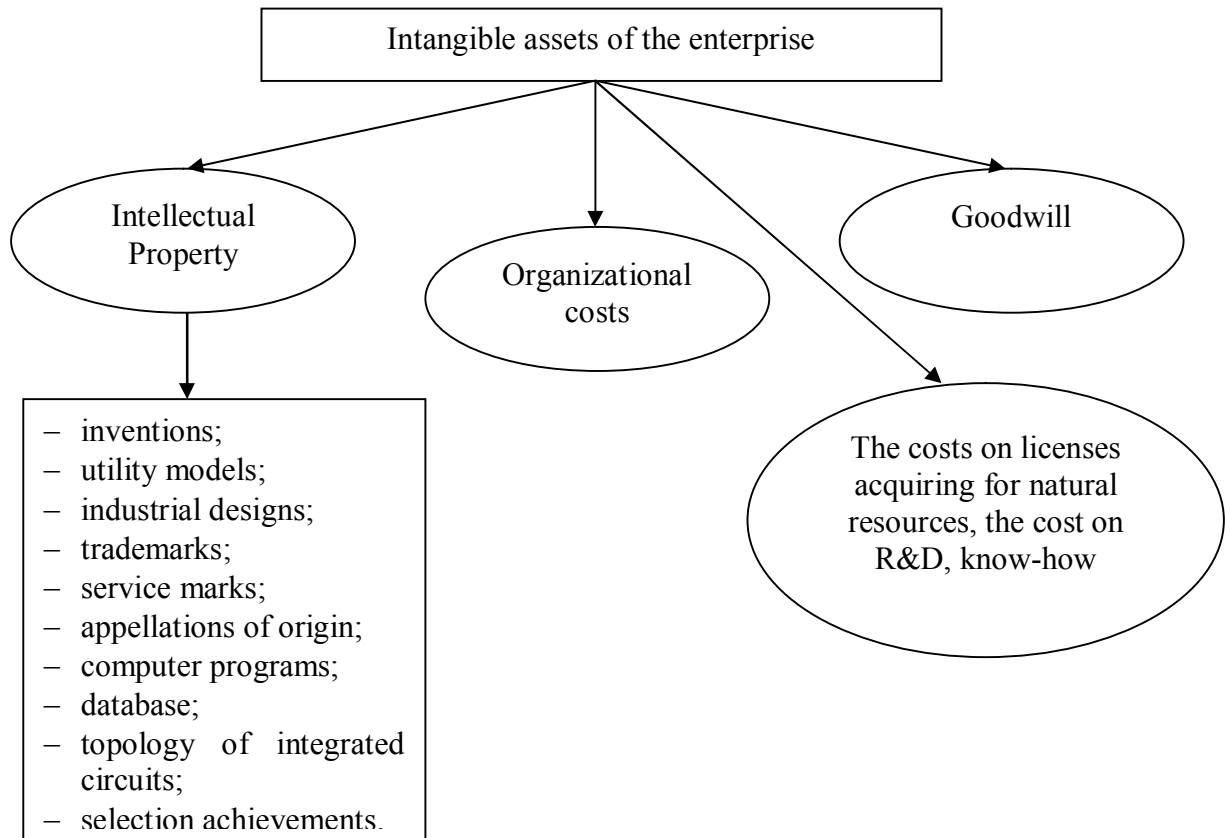 Intangible assets of the enterprise
Intellectual
Property
Organizational
costs
Goodwill
The costs on licenses
acquiring for natural
resources, the cost on
R&D, know-how
– inventions;
– utility models;
– industrial designs;
– trademarks;
– service marks;
– appellations of origin;
– computer programs;
– database;
– topology of integrated
circuits;
– selection achievements.